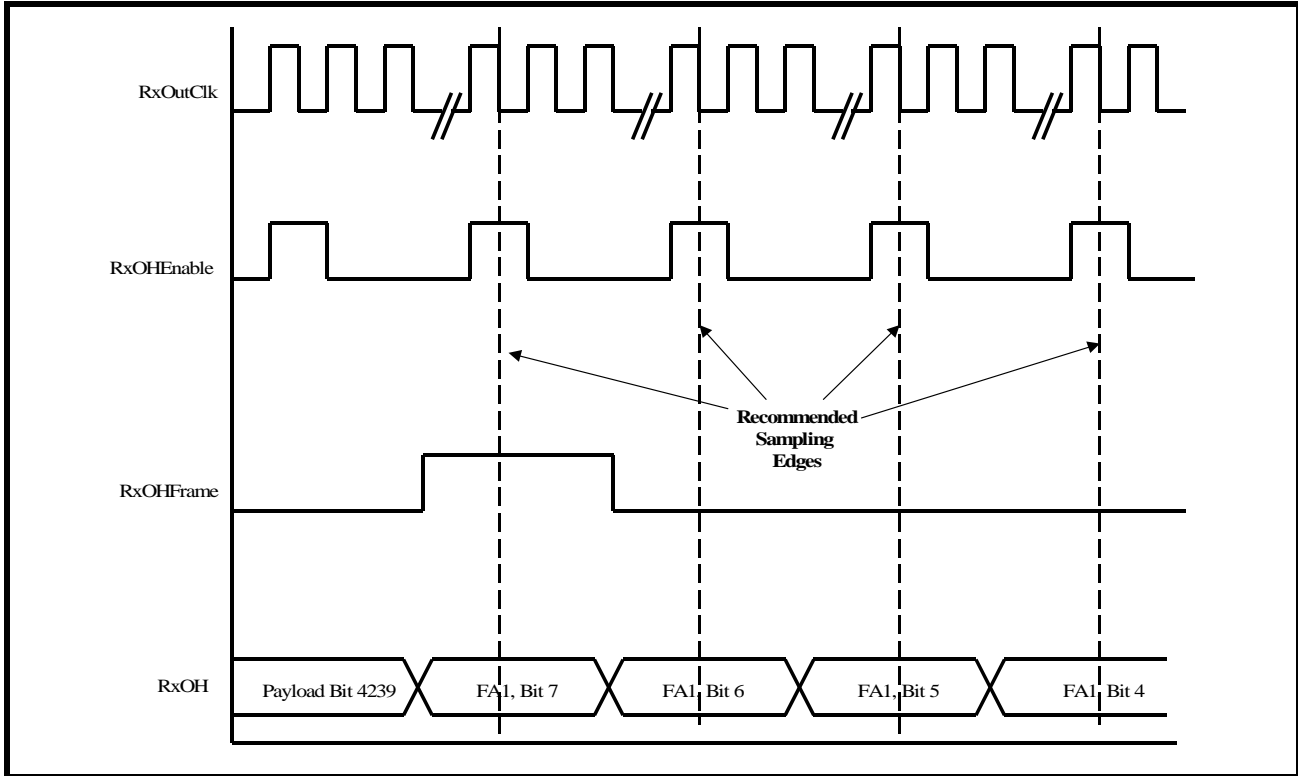 RxOutClk
RxOHEnable
Recommended
Sampling
Edges
RxOHFrame
RxOH
Payload Bit 4239
FA1, Bit 7
FA1, Bit 6
FA1, Bit 5
FA1, Bit 4